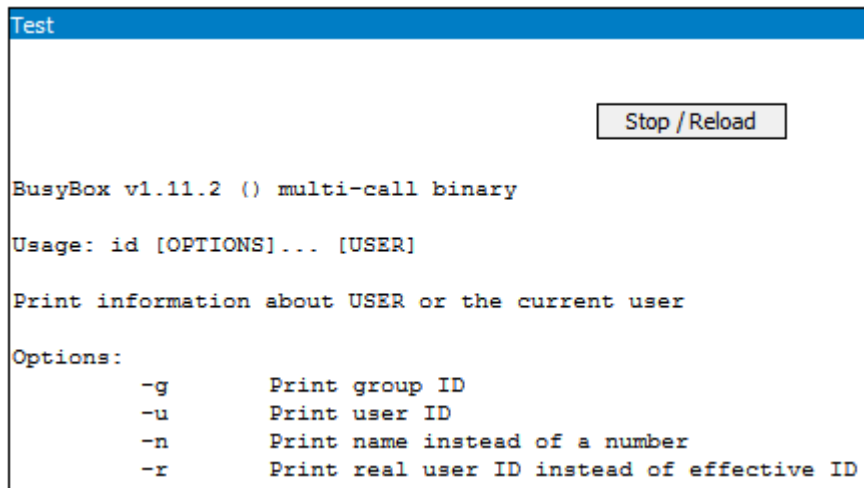 Test
Stop / Reload
BusyBox v1.11.2 () multi-call binary
Usage: id [OPTIONS]... [USER]
Print information about USER or the current user
Options:
-g Print group ID
-u Print user ID
-n Print name instead of a number
-r Print real user ID instead of effective ID